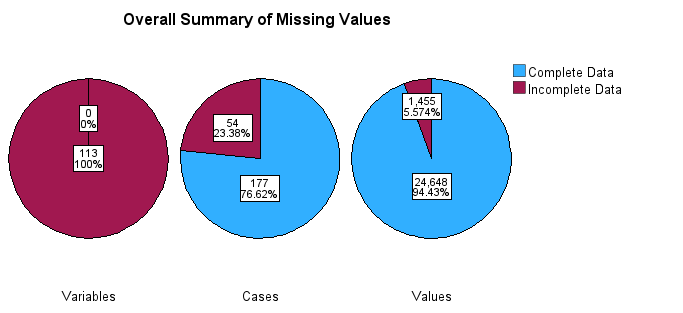 Overall Summary of Missing Values
Complete Data
Incomplete Data
0
0%
113
100%
54
23.38%
177
76.62%
1,455
5.574%
24,648
94.43%
Variables
Cases
Values